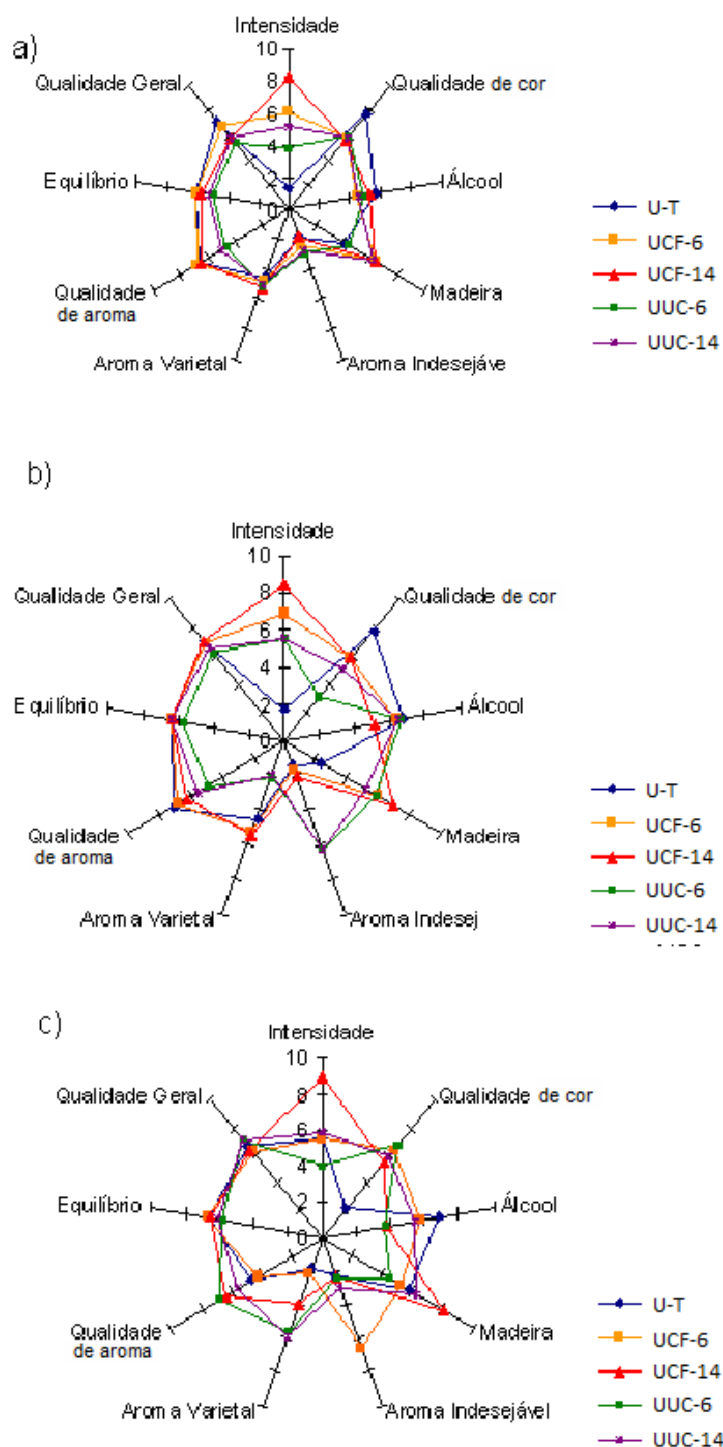 a)
Intensidade
10
8
6
4
2
0
Qualidade de cor
Álcool
Madeira
Aroma Indesejáve
Aroma Varietal
Qualidade
de aroma
Equilíbrio
Qualidade Geral
U-T
UCF-6
UCF-14
UUC-6
UUC-14
b)
Intensidade
10
8
6
4
2
0
Qualidade de cor
Álcool
Madeira
Aroma Indesej
Aroma Varietal
Qualidade
de aroma
Equilíbrio
Qualidade Geral
U-T
UCF-6
UCF-14
UUC-6
UUC-14
c)
Intensidade
10
8
6
4
2
0
Qualidade de cor
Álcool
Madeira
Aroma Indesejável
Aroma Varietal
Qualidade
de aroma
Equilíbrio
Qualidade Geral
U-T
UCF-6
UCF-14
UUC-6
UUC-14